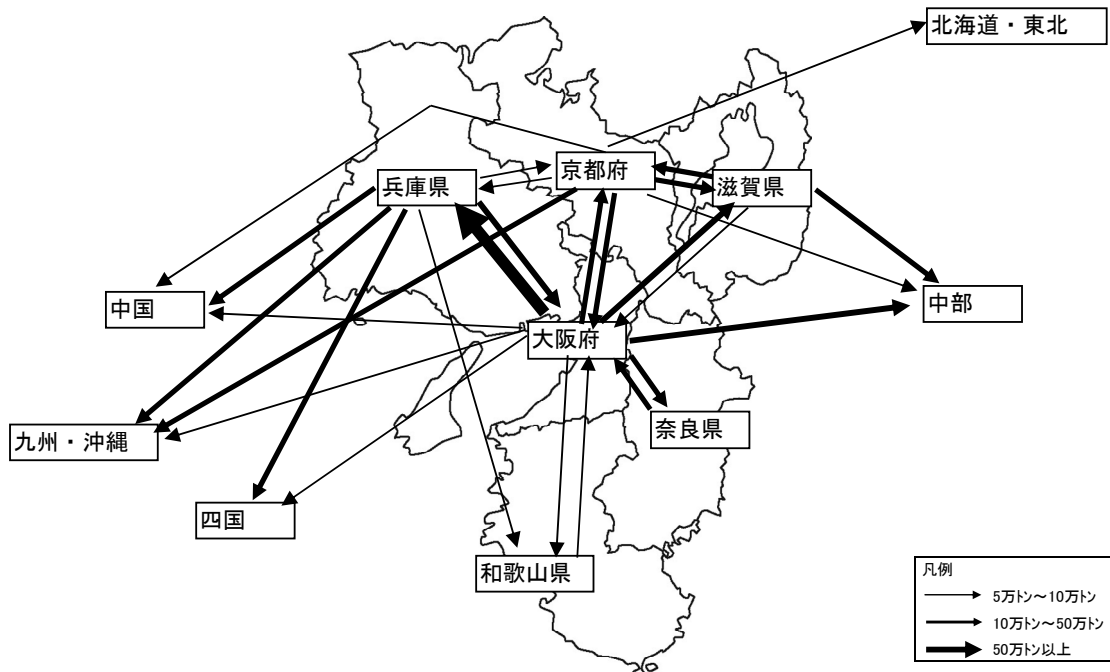 北海道・東北
京都府
兵庫県
滋賀県
中国
中部
大阪府
九州・沖縄
奈良県
四国
和歌山県
凡例
5万ﾄﾝ～10万ﾄﾝ
10万ﾄﾝ～50万ﾄﾝ
50万ﾄﾝ以上